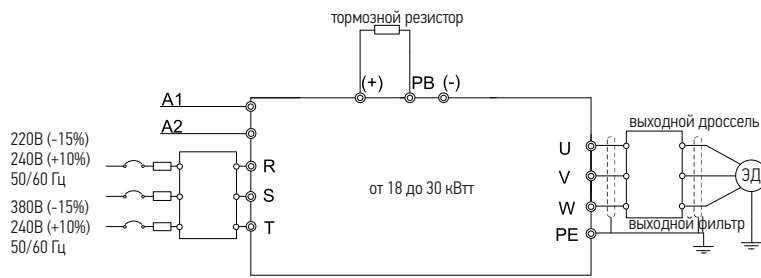 тормозной резистор
(+)
PB
(-)
A1
A2
220В (-15%)
240В (+10%)
50/60 Гц
380В (-15%)
240В (+10%)
50/60 Гц
R
S
T
от 18 до 30 кВтт
U
V
W
PE
выходной дроссель
выходной фильтр
ЭД